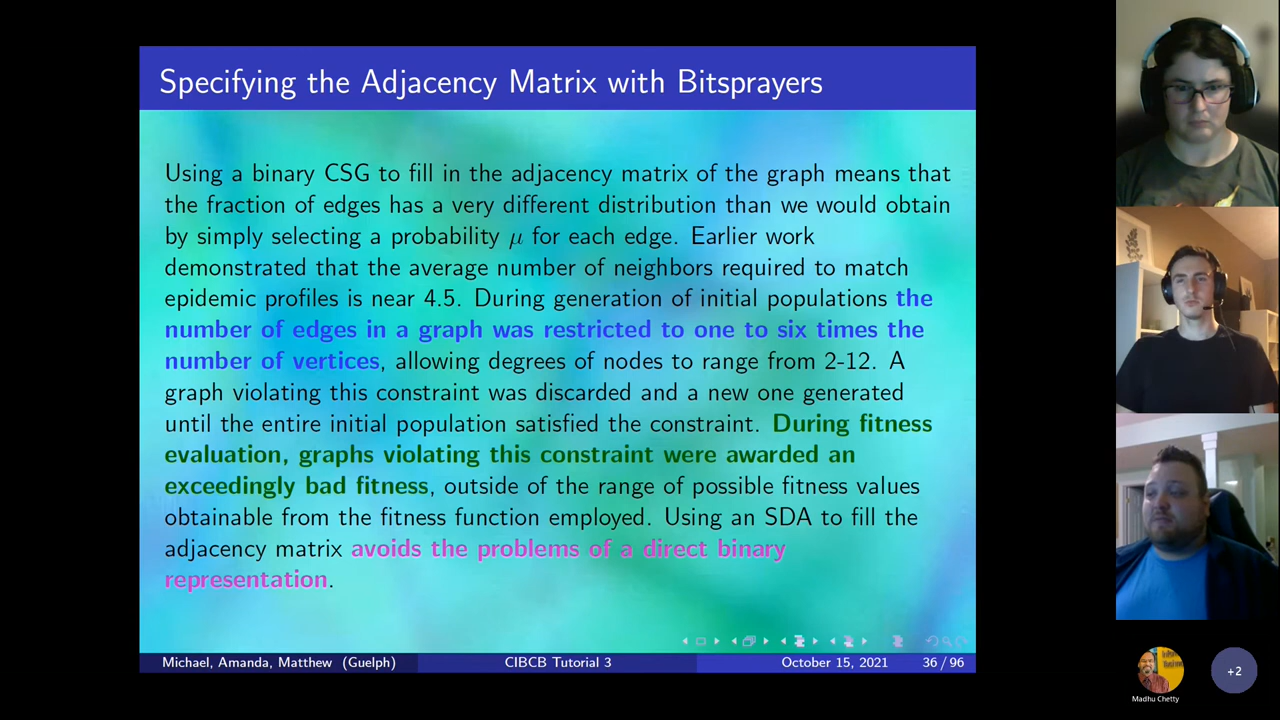 Specifying the Adjacency Matrix with Bitsprayers
Using a binary CSG to fill in the adjacency matrix of the graph means that
the fraction of edges has a very different distribution than we would obtain
by simply selecting a probability μ for each edge. Earlier work
demonstrated that the average number of neighbors required to match
epidemic profiles is near 4.5. During generation of initial populations the
number of edges in a graph was restricted to one to six times the
number of vertices, allowing degrees of nodes to range from 2-12. A
graph violating this constraint was discarded and a new one generated
until the entire initial population satisfied the constraint. During fitness
evaluation, graphs violating this constraint were awarded an
exceedingly bad fitness, outside of the range of possible fitness values
obtainable from the fitness function employed. Using an SDA to fill the
adjacency matrix avoids the problems of a direct binary
representation.
Michael, Amanda, Matthew (Guelph)
CIBCB Tutorial 3
October 15, 2021
36 / 96
Madhu Chetty
+2